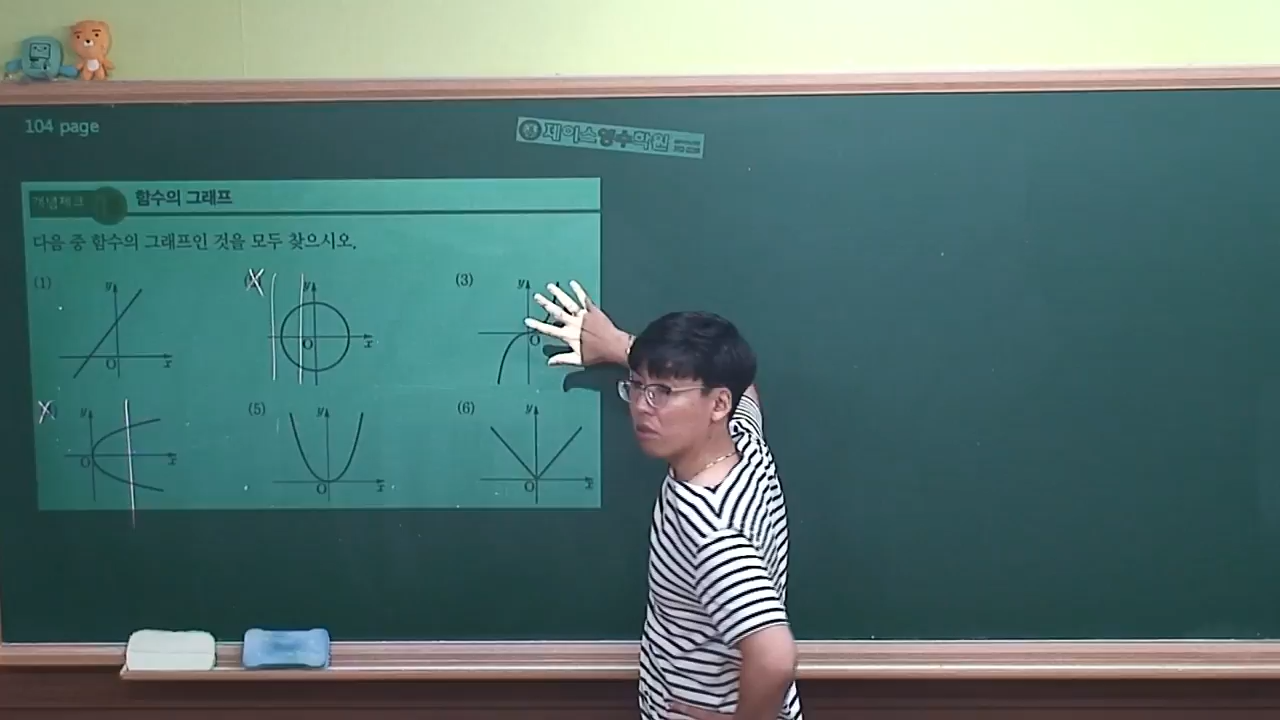 104 page
제이스영수학원
개념체크
함수의 그래프
다음 중 함수의 그래프인 것을 모두 찾으시오.
(1) y O x
y O x
(3) y O
y O x
(5) y O x
(6) y O x